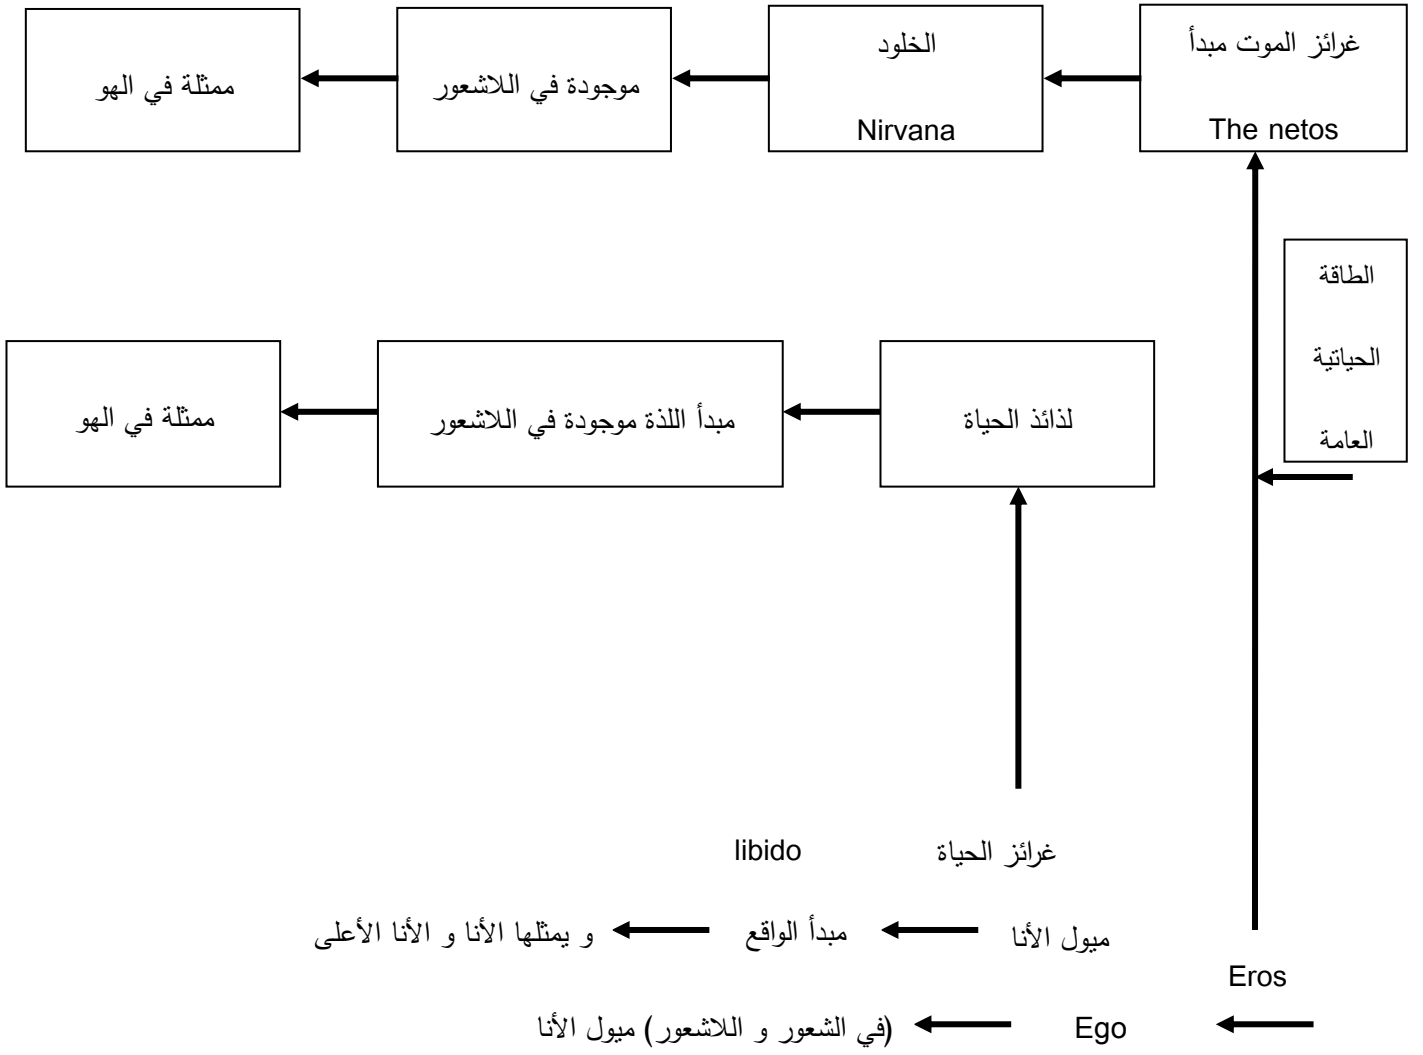 غرائز الموت مبدأ
The netos
الخلود
Nirvana
موجودة في اللاشعور
ممثلة في الهو
الطاقة
الحياتية
العامة
لذائذ الحياة
مبدأ اللذة موجودة في اللاشعور
ممثلة في الهو
غرائز الحياة libido
ميول الأنا مبدأ الواقع و يمثلها الأنا و الأنا الأعلى
Eros
Ego (في الشعور و اللاشعور) ميول الأنا